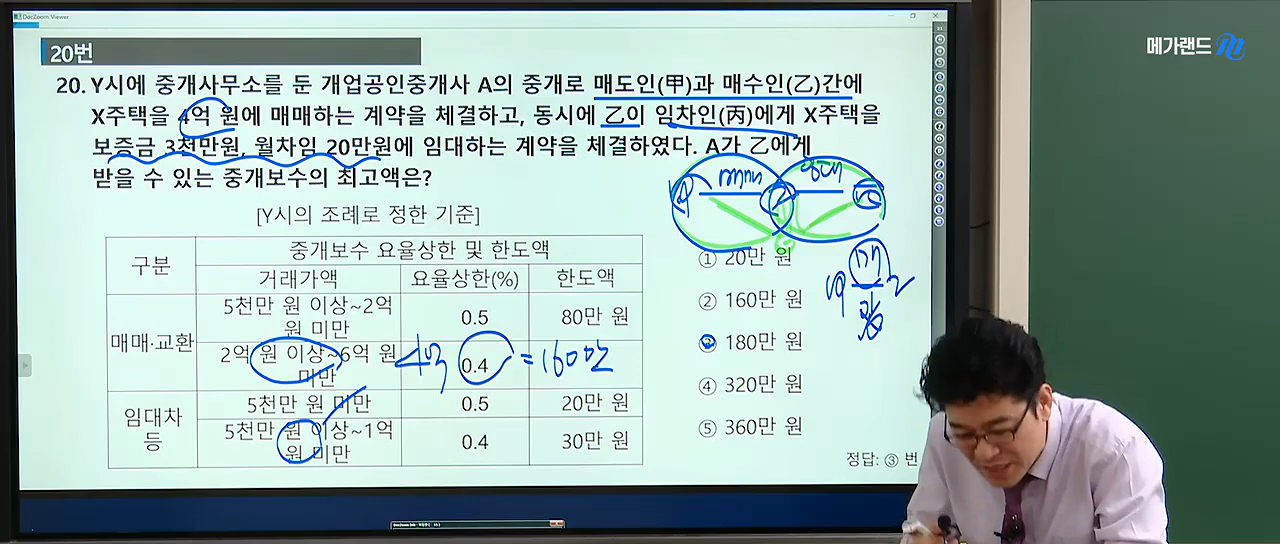 DocZoom Viewer
메가랜드
20번
20. Y시에 중개사무소를 둔 개업공인중개사 A의 중개로 매도인(甲)과 매수인(乙)간에
X주택을 4억 원에 매매하는 계약을 체결하고, 동시에 乙이 임차인(丙)에게 X주택을
보증금 3천만원, 월차임 20만원에 임대하는 계약을 체결하였다. A가 乙에게
받을 수 있는 중개보수의 최고액은?
[Y시의 조례로 정한 기준]
구분 중개보수 요율상한 및 한도액
거래가액 요율상한(%) 한도액
매매·교환 5천만 원 이상~2억 원 미만 0.5 80만 원
2억 원 이상~6억 원 미만 0.4 = 160만
4억
임대차 등 5천만 원 미만 0.5 20만 원
5천만 원 이상~1억 원 미만 0.4 30만 원
매매
임대
① 20만 원
② 160만 원
③ 180만 원
④ 320만 원
⑤ 360만 원
정답: ③ 번